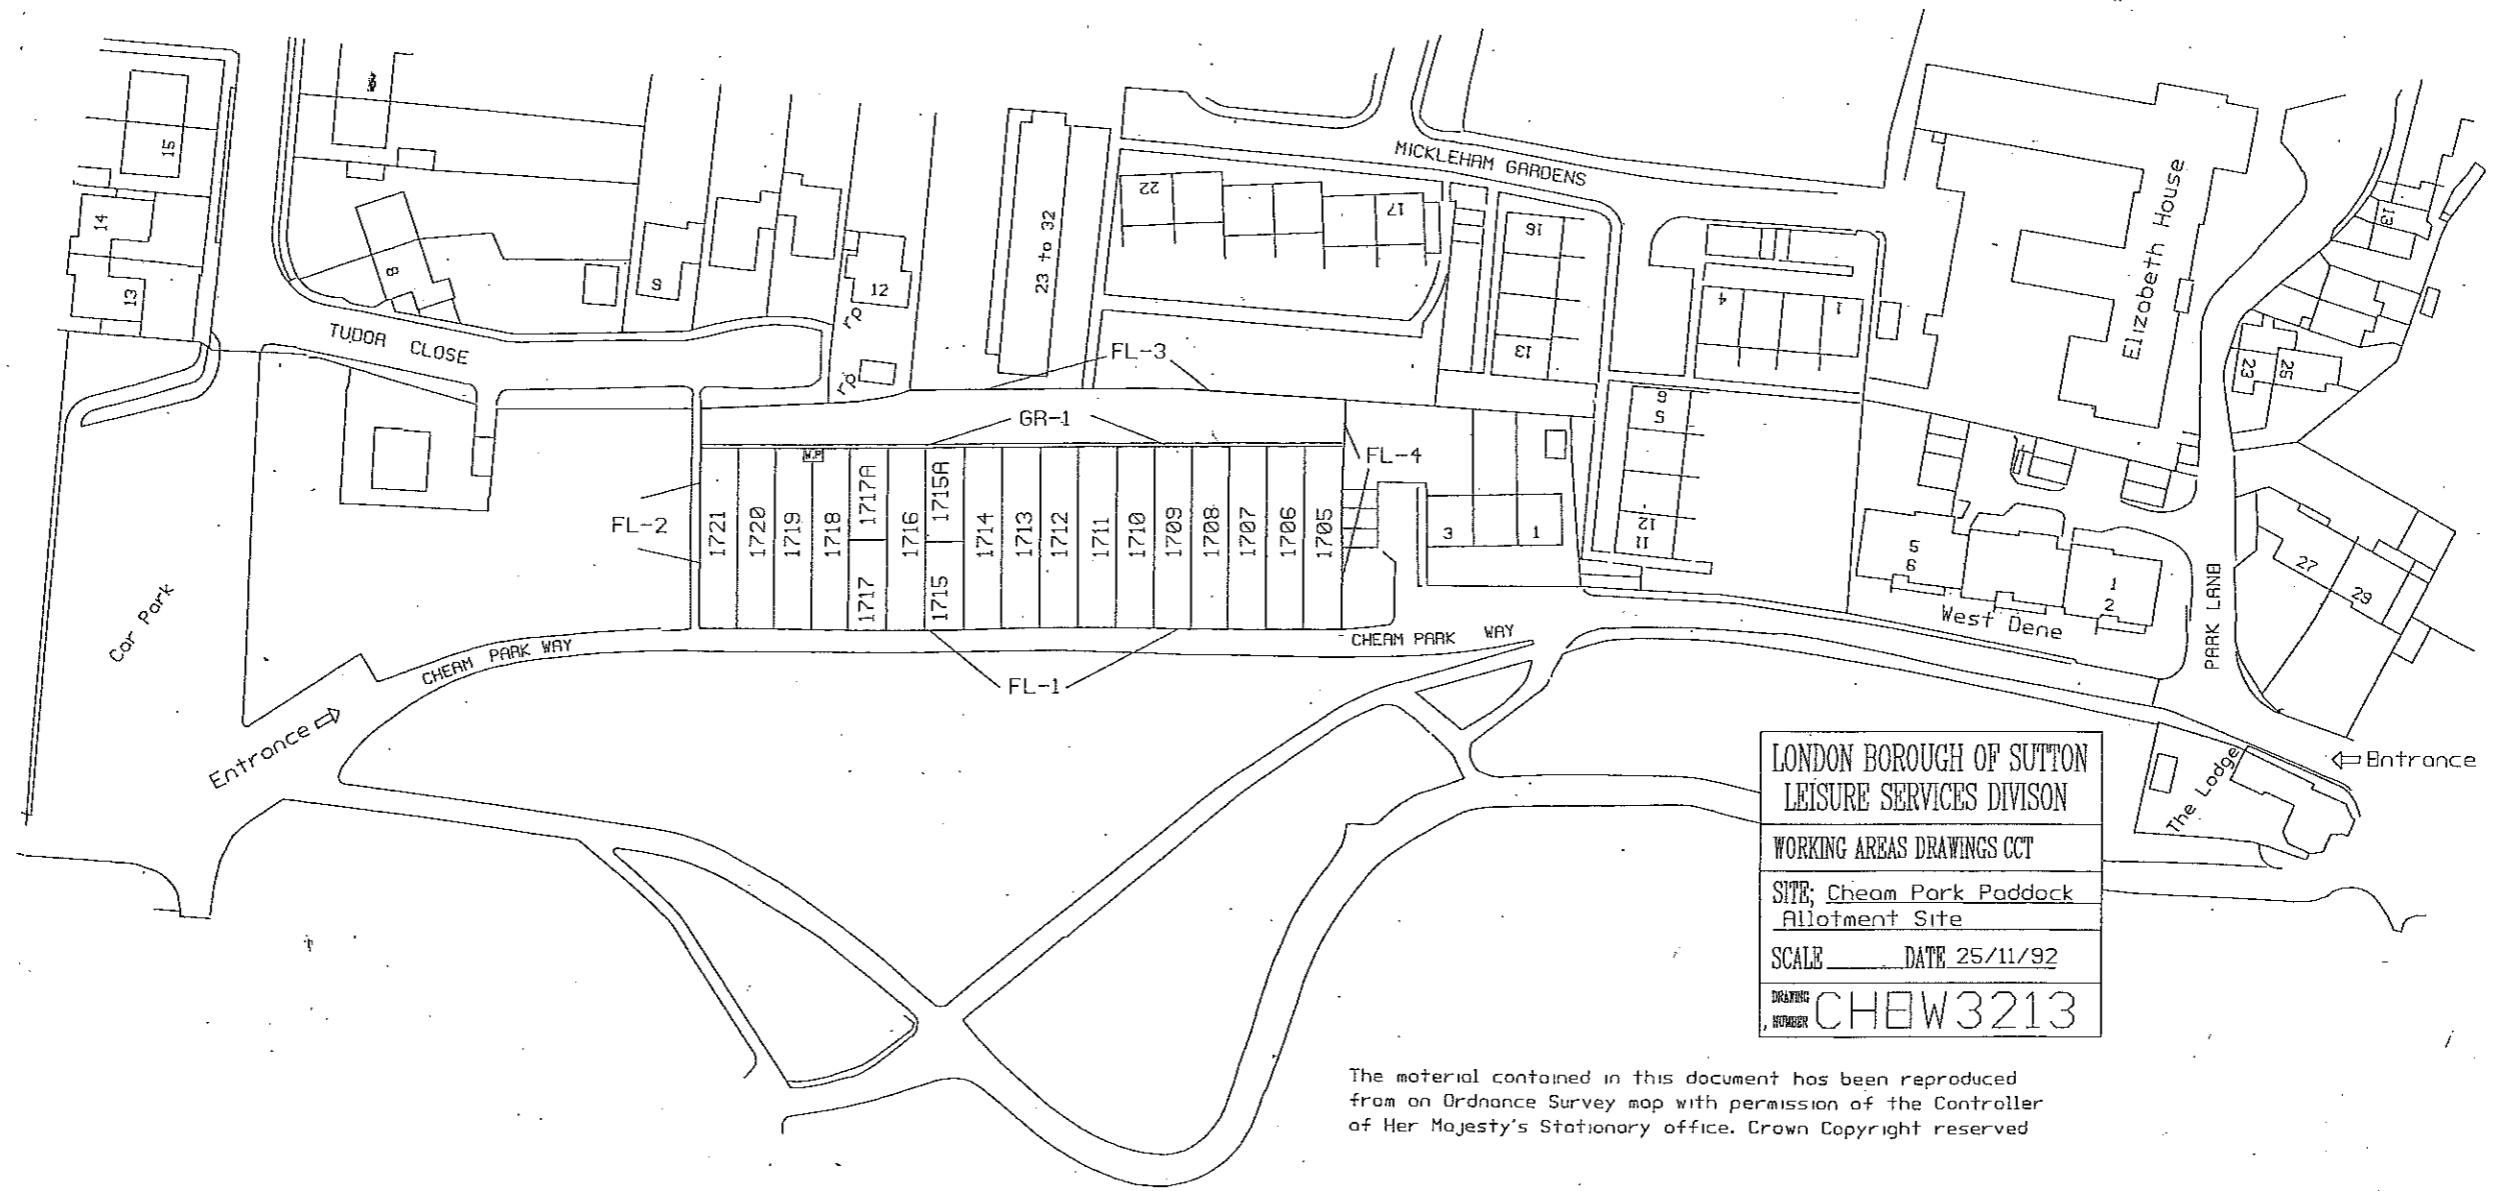 15
14
13
8
9
12
rp
rp
TUDOR CLOSE
23 to 32
22
17
MICKLEHAM GARDENS
16
13
4
1
Elizabeth House
13
23
25
FL-3
GR-1
FL-4
FL-2
W.P
1721
1720
1719
1718
1717A
1717
1716
1715A
1715
1714
1713
1712
1711
1710
1709
1708
1707
1706
1705
3
1
6
5
12
11
5
8
1
2
West Dene
27
29
PARK LANE
Car Park
CHEAM PARK WAY
CHEAM PARK WAY
FL-1
Entrance
Entrance
The Lodge
LONDON BOROUGH OF SUTTON
LEISURE SERVICES DIVISON
WORKING AREAS DRAWINGS CCT
SITE; Cheam Park Paddock
Allotment Site
SCALE DATE 25/11/92
DRAWING
NUMBER CHEW3213
The material contained in this document has been reproduced
from an Ordnance Survey map with permission of the Controller
of Her Majesty's Stationary office. Crown Copyright reserved